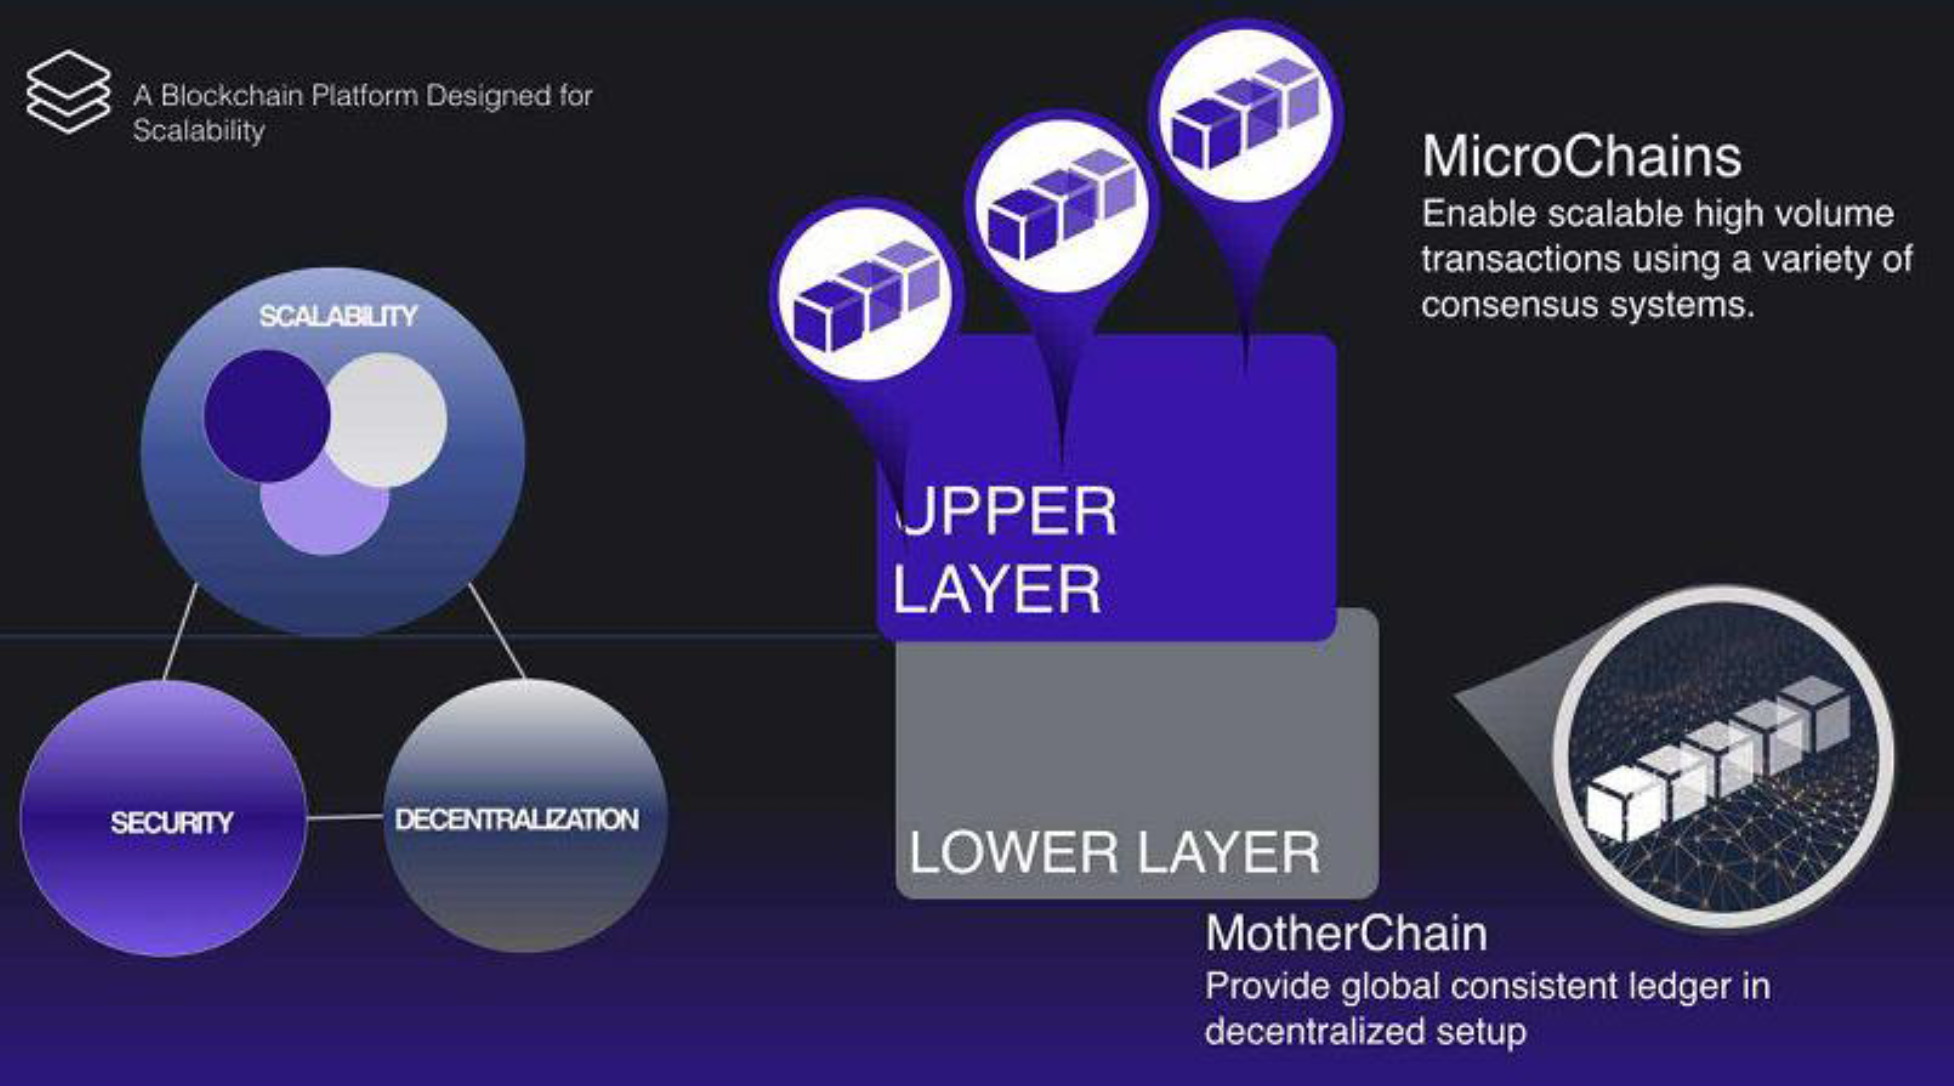 A Blockchain Platform Designed for
Scalability
SCALABILITY
SECURITY
DECENTRALIZATION
UPPER
LAYER
LOWER LAYER
MicroChains
Enable scalable high volume
transactions using a variety of
consensus systems.
MotherChain
Provide global consistent ledger in
decentralized setup